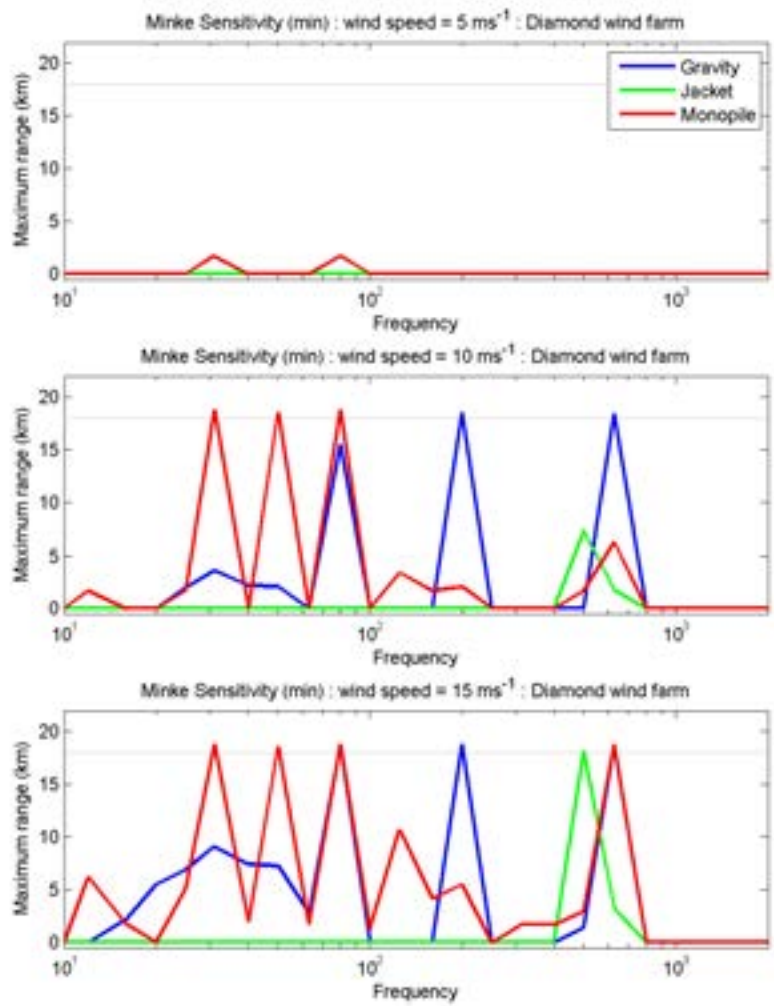 Minke Sensitivity (min) : wind speed = 5 ms⁻¹ : Diamond wind farm
Maximum range (km)
20
15
10
5
0
Gravity
Jacket
Monopile
10¹ 10² 10³
Frequency
Minke Sensitivity (min) : wind speed = 10 ms⁻¹ : Diamond wind farm
Maximum range (km)
20
15
10
5
0
10¹ 10² 10³
Frequency
Minke Sensitivity (min) : wind speed = 15 ms⁻¹ : Diamond wind farm
Maximum range (km)
20
15
10
5
0
10¹ 10² 10³
Frequency